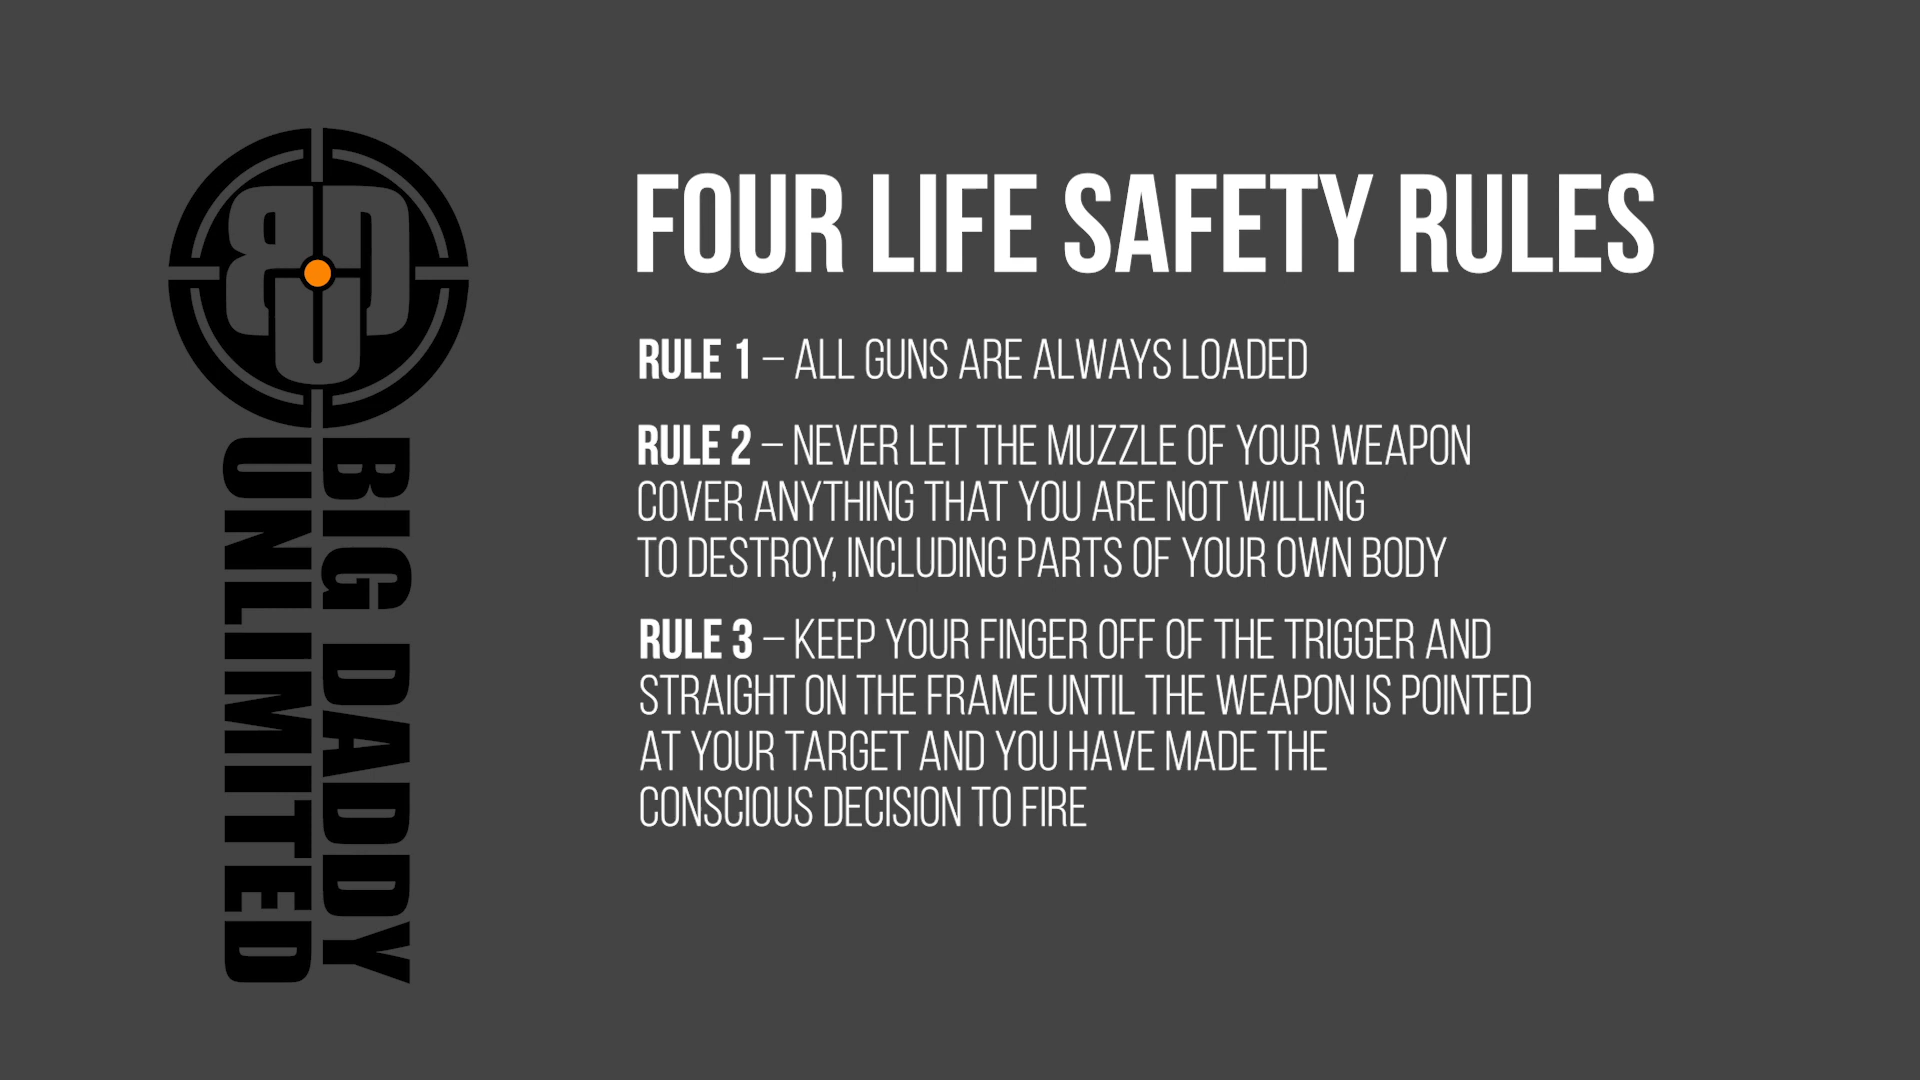 BDU
BIG DADDY
UNLIMITED
FOUR LIFE SAFETY RULES
RULE 1 – ALL GUNS ARE ALWAYS LOADED
RULE 2 – NEVER LET THE MUZZLE OF YOUR WEAPON
COVER ANYTHING THAT YOU ARE NOT WILLING
TO DESTROY, INCLUDING PARTS OF YOUR OWN BODY
RULE 3 – KEEP YOUR FINGER OFF OF THE TRIGGER AND
STRAIGHT ON THE FRAME UNTIL THE WEAPON IS POINTED
AT YOUR TARGET AND YOU HAVE MADE THE
CONSCIOUS DECISION TO FIRE